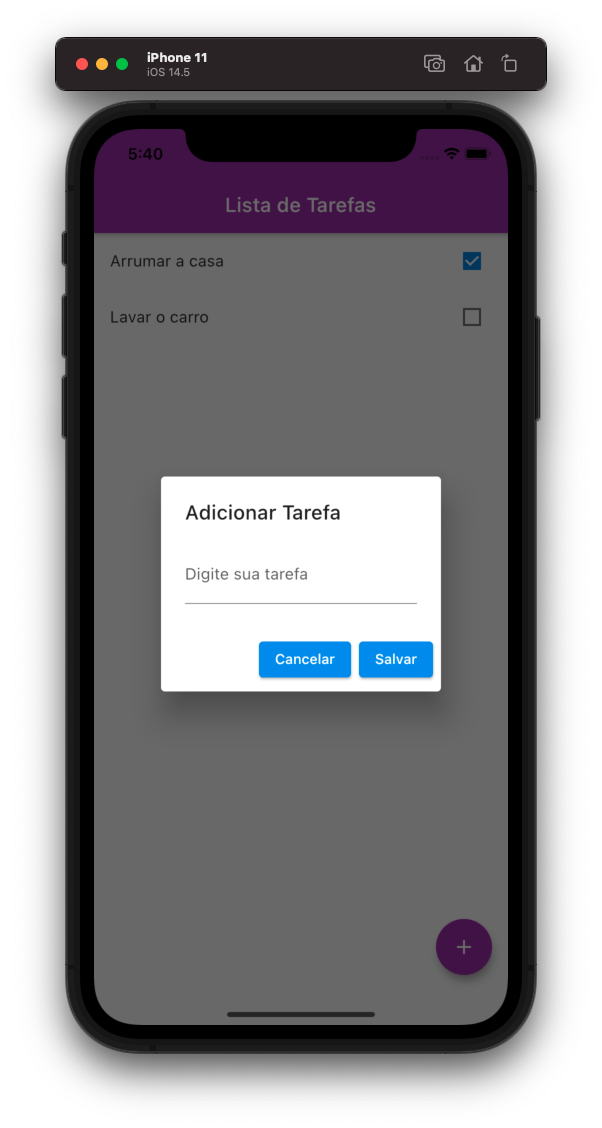 iPhone 11
iOS 14.5
5:40
Lista de Tarefas
Arrumar a casa
Lavar o carro
Adicionar Tarefa
Digite sua tarefa
Cancelar Salvar
+